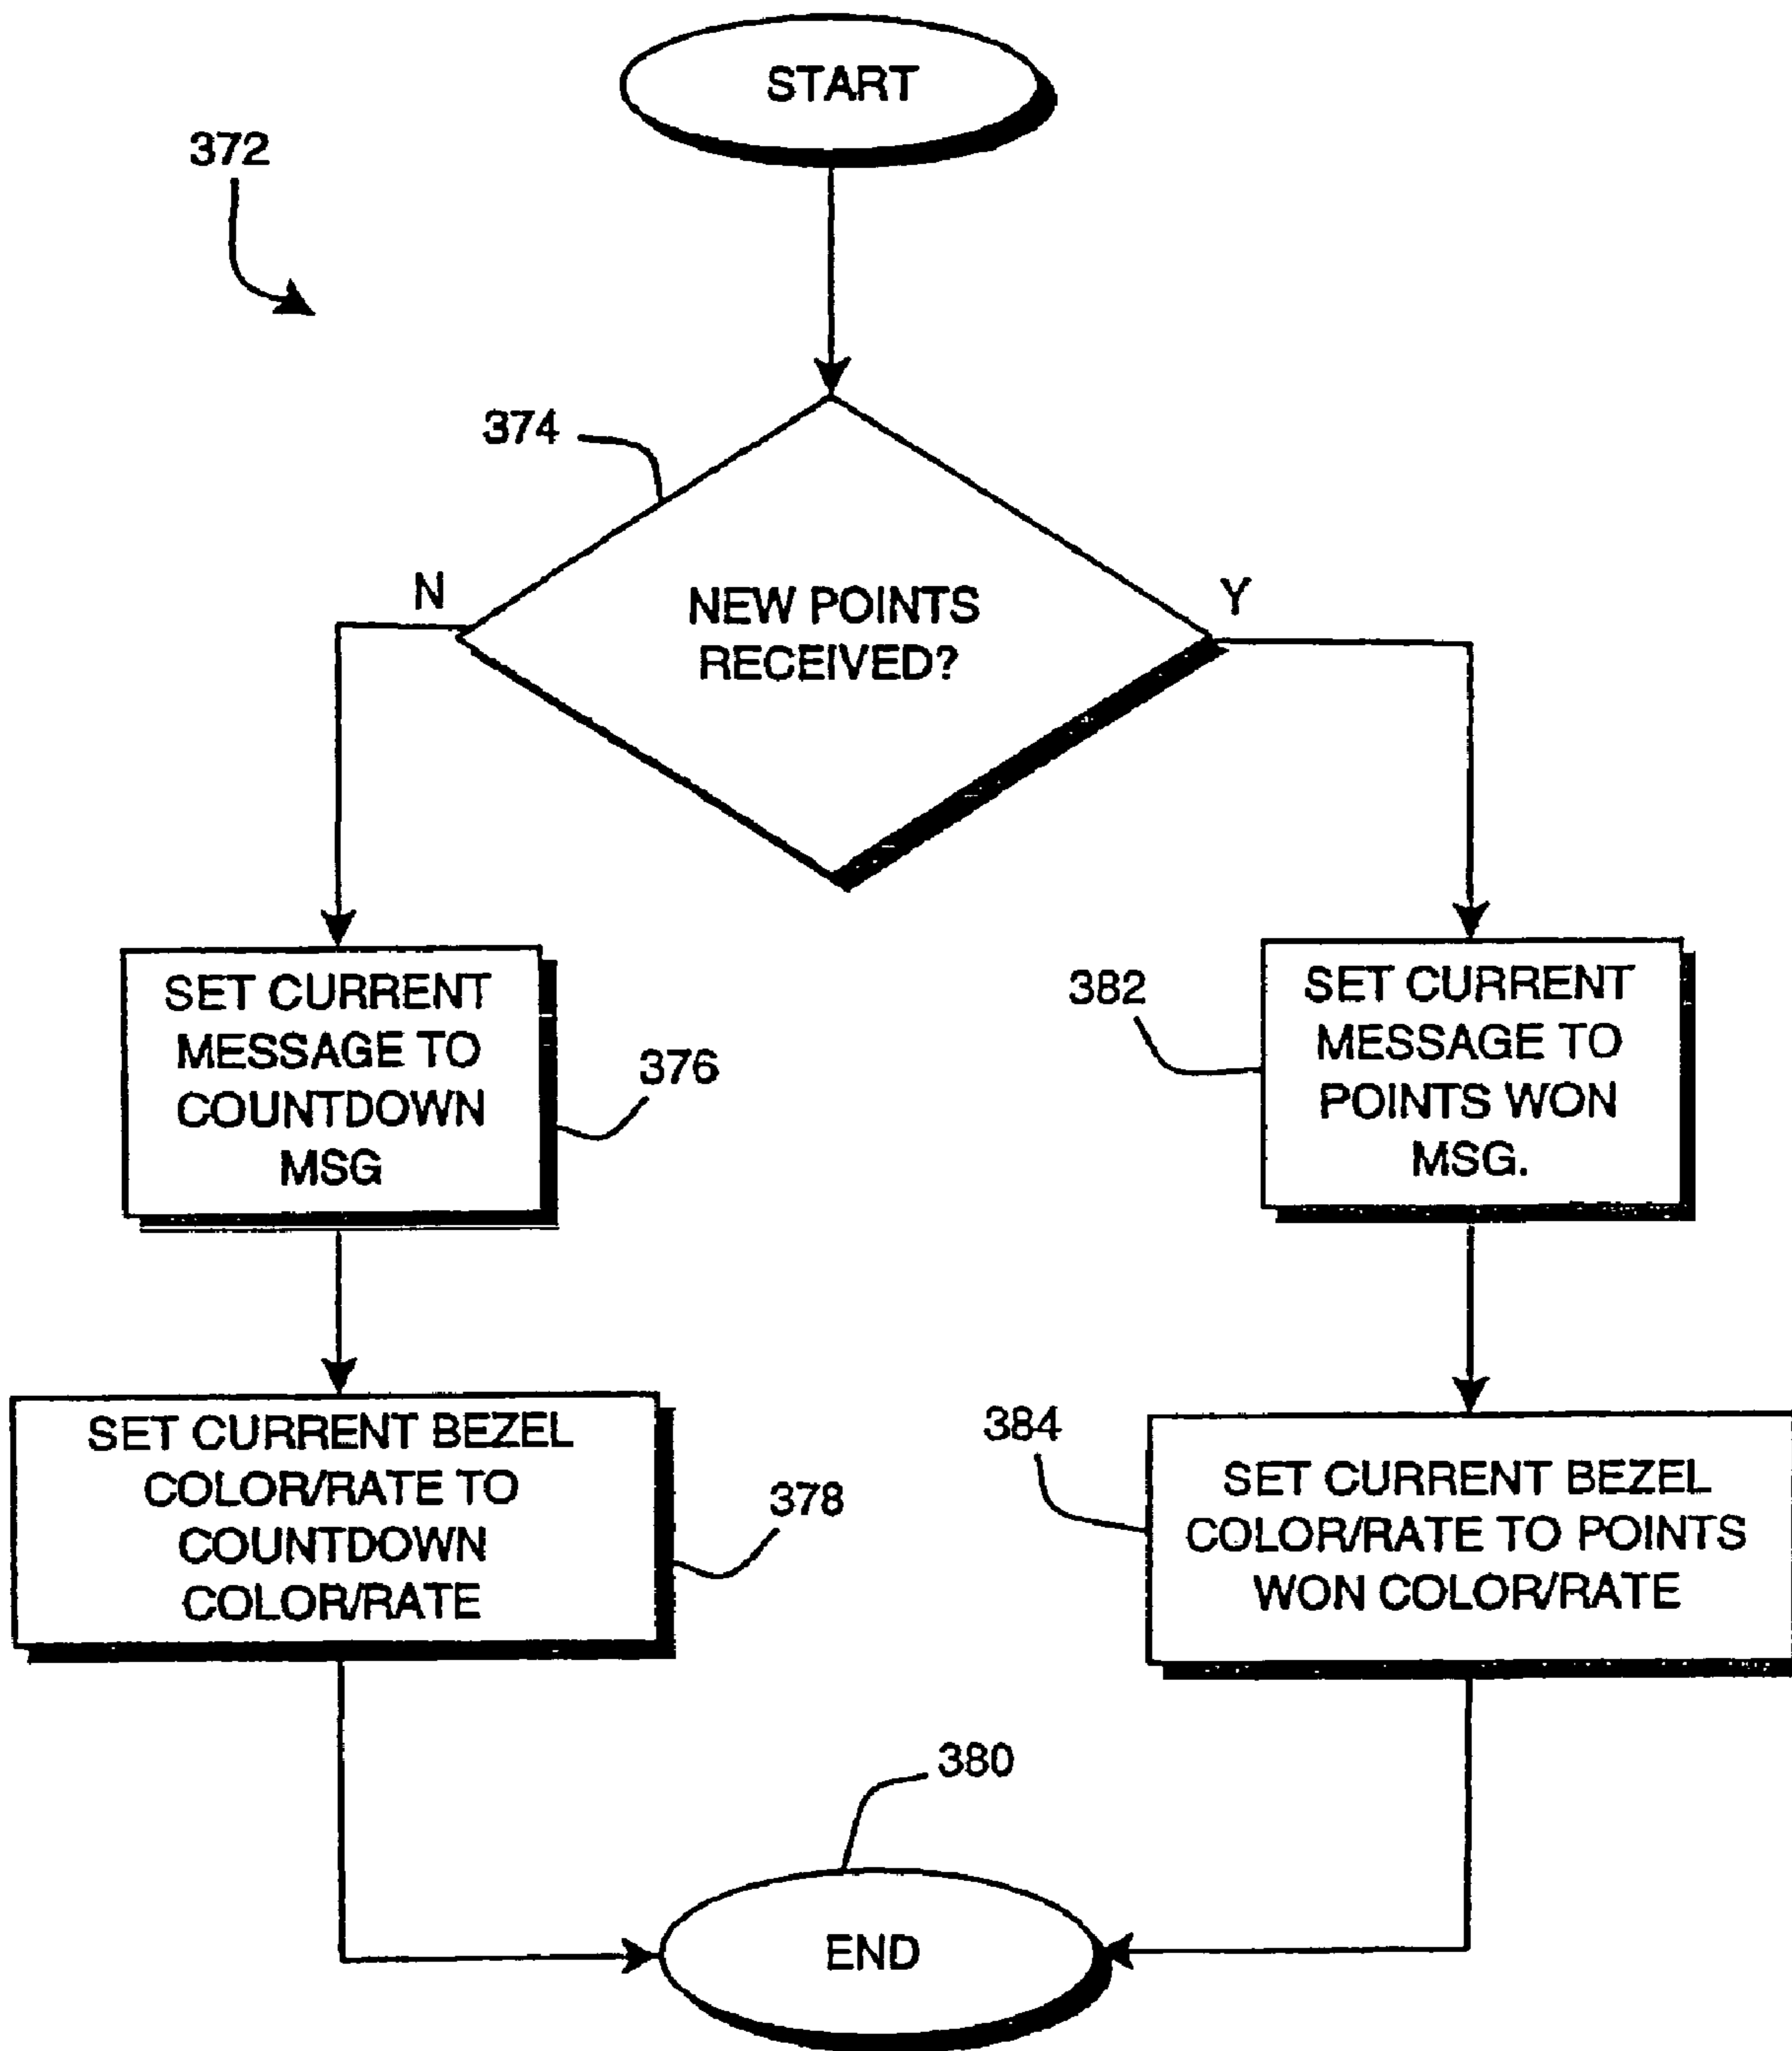 START
372
374
N
Y
NEW POINTS
RECEIVED?
SET CURRENT
MESSAGE TO
COUNTDOWN
MSG
376
382
SET CURRENT
MESSAGE TO
POINTS WON
MSG.
SET CURRENT BEZEL
COLOR/RATE TO
COUNTDOWN
COLOR/RATE
378
384
SET CURRENT BEZEL
COLOR/RATE TO POINTS
WON COLOR/RATE
380
END